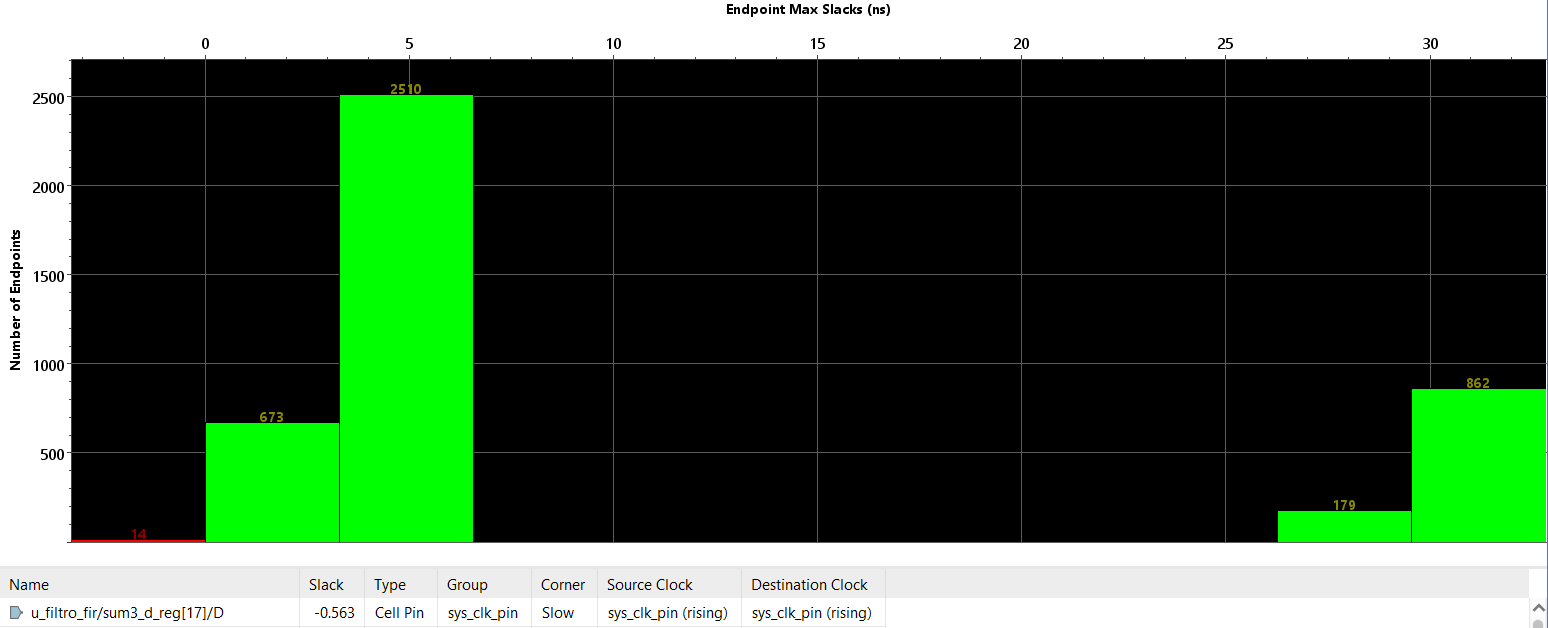 Endpoint Max Slacks (ns)
0 5 10 15 20 25 30
Number of Endpoints
2500
2000
1500
1000
500
14
673
2510
179
862
Name Slack Type Group Corner Source Clock Destination Clock
u_filtro_fir/sum3_d_reg[17]/D -0.563 Cell Pin sys_clk_pin Slow sys_clk_pin (rising) sys_clk_pin (rising)